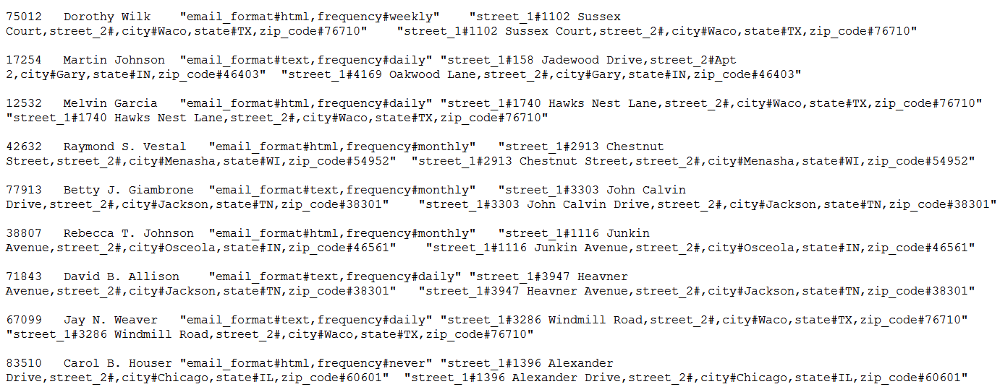 75012   Dorothy Wilk    "email_format#html,frequency#weekly"    "street_1#1102 Sussex
Court,street_2#,city#Waco,state#TX,zip_code#76710"    "street_1#1102 Sussex Court,street_2#,city#Waco,state#TX,zip_code#76710"
17254   Martin Johnson  "email_format#text,frequency#daily" "street_1#158 Jadewood Drive,street_2#Apt
2,city#Gary,state#IN,zip_code#46403"  "street_1#4169 Oakwood Lane,street_2#,city#Gary,state#IN,zip_code#46403"
12532   Melvin Garcia   "email_format#html,frequency#daily" "street_1#1740 Hawks Nest Lane,street_2#,city#Waco,state#TX,zip_code#76710"
"street_1#1740 Hawks Nest Lane,street_2#,city#Waco,state#TX,zip_code#76710"
42632   Raymond S. Vestal   "email_format#html,frequency#monthly"   "street_1#2913 Chestnut
Street,street_2#,city#Menasha,state#WI,zip_code#54952"  "street_1#2913 Chestnut Street,street_2#,city#Menasha,state#WI,zip_code#54952"
77913   Betty J. Giambrone  "email_format#text,frequency#monthly"   "street_1#3303 John Calvin
Drive,street_2#,city#Jackson,state#TN,zip_code#38301"    "street_1#3303 John Calvin Drive,street_2#,city#Jackson,state#TN,zip_code#38301"
38807   Rebecca T. Johnson  "email_format#html,frequency#monthly"   "street_1#1116 Junkin
Avenue,street_2#,city#Osceola,state#IN,zip_code#46561"    "street_1#1116 Junkin Avenue,street_2#,city#Osceola,state#IN,zip_code#46561"
71843   David B. Allison    "email_format#text,frequency#daily" "street_1#3947 Heavner
Avenue,street_2#,city#Jackson,state#TN,zip_code#38301"   "street_1#3947 Heavner Avenue,street_2#,city#Jackson,state#TN,zip_code#38301"
67099   Jay N. Weaver   "email_format#text,frequency#daily" "street_1#3286 Windmill Road,street_2#,city#Waco,state#TX,zip_code#76710"
"street_1#3286 Windmill Road,street_2#,city#Waco,state#TX,zip_code#76710"
83510   Carol B. Houser "email_format#html,frequency#never" "street_1#1396 Alexander
Drive,street_2#,city#Chicago,state#IL,zip_code#60601"  "street_1#1396 Alexander Drive,street_2#,city#Chicago,state#IL,zip_code#60601"